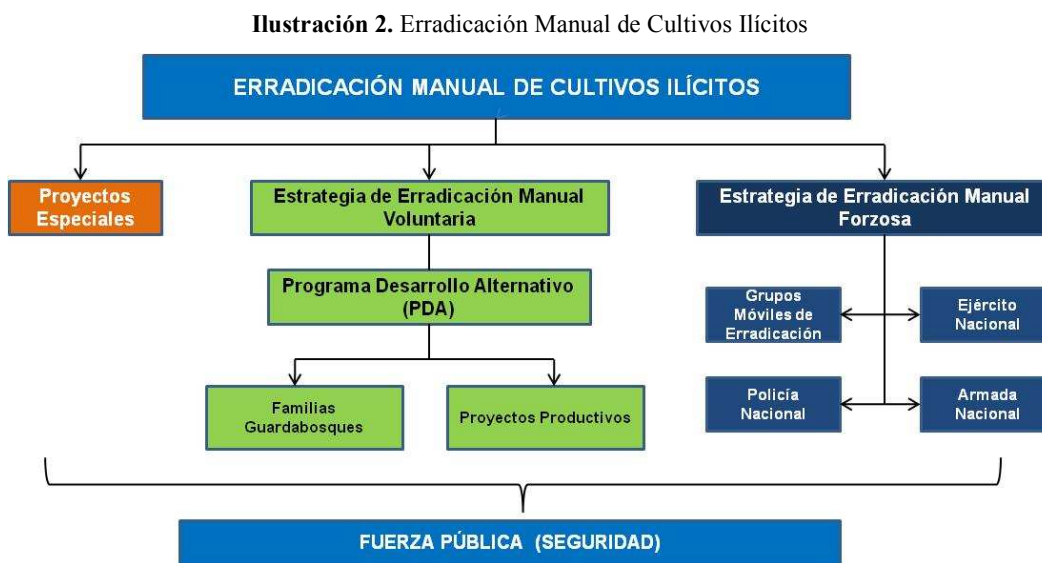 Ilustración 2. Erradicación Manual de Cultivos Ilícitos
ERRADICACIÓN MANUAL DE CULTIVOS ILÍCITOS
Proyectos
Especiales
Estrategia de Erradicación Manual
Voluntaria
Estrategia de Erradicación Manual
Forzosa
Programa Desarrollo Alternativo
(PDA)
Grupos
Móviles de
Erradicación
Ejército
Nacional
Familias
Guardabosques
Proyectos Productivos
Policía
Nacional
Armada
Nacional
FUERZA PÚBLICA (SEGURIDAD)